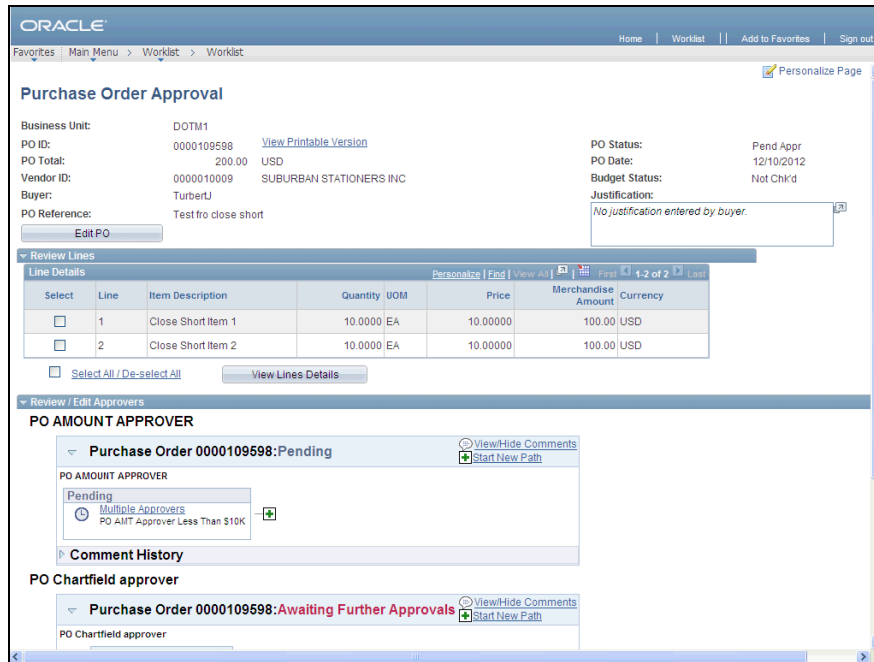 ORACLE
Home | Worklist || Add to Favorites | Sign out
Favorites Main Menu > Worklist > Worklist
Personalize Page
Purchase Order Approval
Business Unit: DOTM1
PO ID: 0000109598 View Printable Version PO Status: Pend Appr
PO Total: 200.00 USD PO Date: 12/10/2012
Vendor ID: 0000010009 SUBURBAN STATIONERS INC Budget Status: Not Chk'd
Buyer: TurbertJ Justification:
PO Reference: Test fro close short No justification entered by buyer.
Edit PO
Review Lines
Line Details Personalize | Find | View All | | First 1-2 of 2 Last
Select Line Item Description Quantity UOM Price Merchandise Amount Currency
1 Close Short Item 1 10.0000 EA 10.00000 100.00 USD
2 Close Short Item 2 10.0000 EA 10.00000 100.00 USD
Select All / De-select All View Lines Details
Review / Edit Approvers
PO AMOUNT APPROVER
Purchase Order 0000109598:Pending View/Hide Comments
Start New Path
PO AMOUNT APPROVER
Pending
Multiple Approvers
PO AMT Approver Less Than $10K
Comment History
PO Chartfield approver
Purchase Order 0000109598:Awaiting Further Approvals View/Hide Comments
Start New Path
PO Chartfield approver